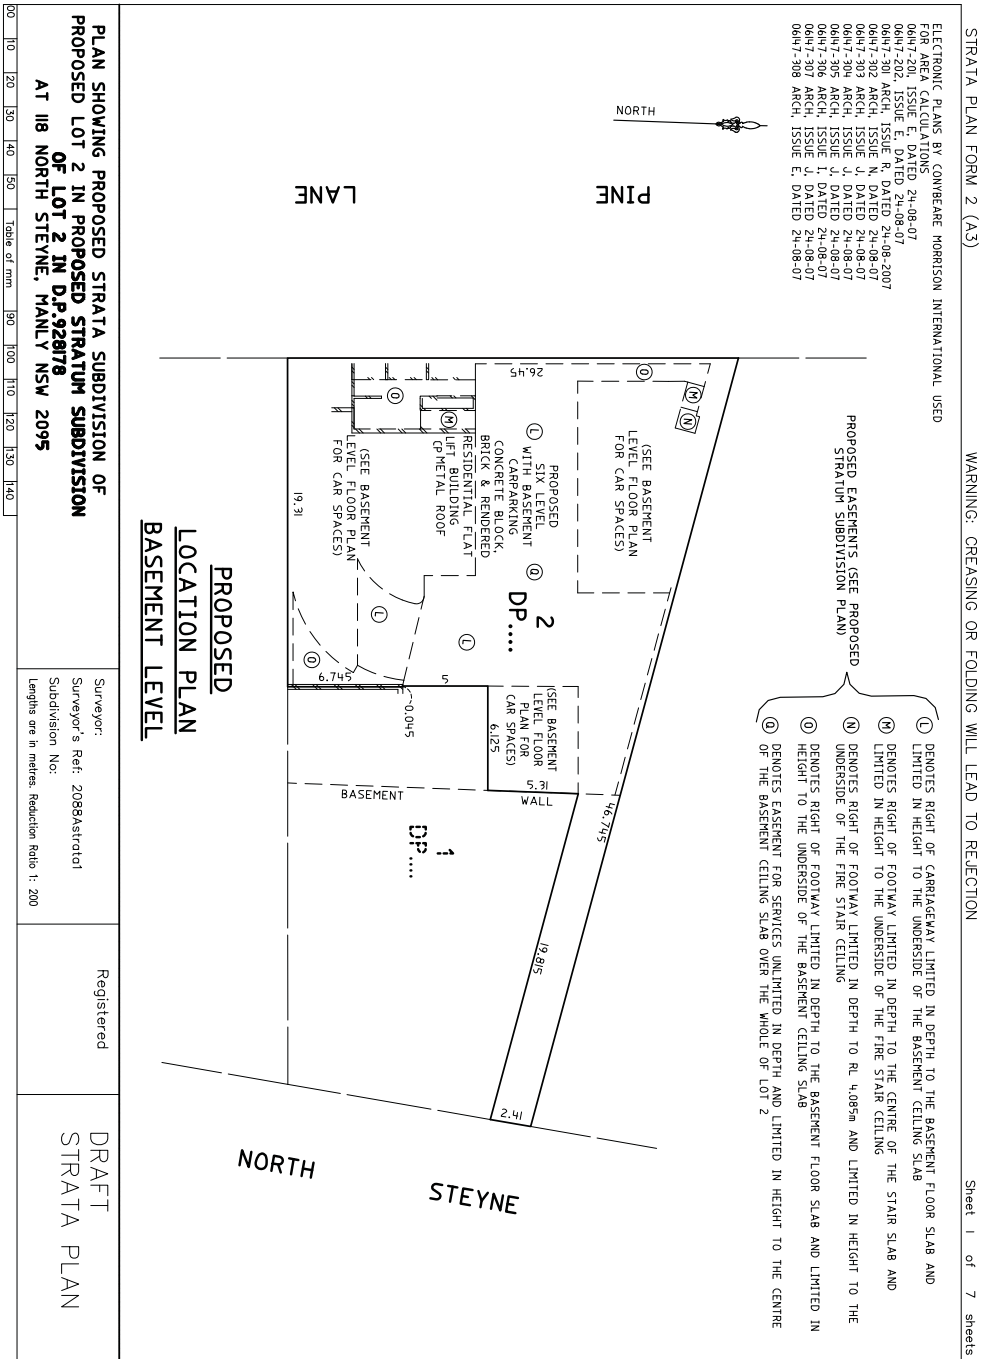 STRATA PLAN FORM 2 (A3)
WARNING: CREASING OR FOLDING WILL LEAD TO REJECTION
Sheet 1 of 7 sheets
ELECTRONIC PLANS BY CONYBEARE MORRISON INTERNATIONAL USED
FOR AREA CALCULATIONS
0647-201, ISSUE E, DATED 24-08-07
0647-202, ISSUE E, DATED 24-08-07
0647-301 ARCH, ISSUE R, DATED 24-08-2007
0647-302 ARCH, ISSUE N, DATED 24-08-07
0647-303 ARCH, ISSUE J, DATED 24-08-07
0647-304 ARCH, ISSUE J, DATED 24-08-07
0647-305 ARCH, ISSUE J, DATED 24-08-07
0647-306 ARCH, ISSUE I, DATED 24-08-07
0647-307 ARCH, ISSUE J, DATED 24-08-07
0647-308 ARCH, ISSUE E, DATED 24-08-07
PROPOSED EASEMENTS (SEE PROPOSED
STRATUM SUBDIVISION PLAN)
L DENOTES RIGHT OF CARRIAGEWAY LIMITED IN DEPTH TO THE BASEMENT FLOOR SLAB AND
LIMITED IN HEIGHT TO THE UNDERSIDE OF THE BASEMENT CEILING SLAB
M DENOTES RIGHT OF FOOTWAY LIMITED IN DEPTH TO THE CENTRE OF THE STAIR SLAB AND
LIMITED IN HEIGHT TO THE UNDERSIDE OF THE FIRE STAIR CEILING
N DENOTES RIGHT OF FOOTWAY LIMITED IN DEPTH TO RL 4.085m AND LIMITED IN HEIGHT TO THE
UNDERSIDE OF THE FIRE STAIR CEILING
O DENOTES RIGHT OF FOOTWAY LIMITED IN DEPTH TO THE BASEMENT FLOOR SLAB AND LIMITED IN
HEIGHT TO THE UNDERSIDE OF THE BASEMENT CEILING SLAB
Q DENOTES EASEMENT FOR SERVICES UNLIMITED IN DEPTH AND LIMITED IN HEIGHT TO THE CENTRE
OF THE BASEMENT CEILING SLAB OVER THE WHOLE OF LOT 2
NORTH
PINE
LANE
O
M
N
26.45
(SEE BASEMENT
LEVEL FLOOR PLAN
FOR CAR SPACES)
46.745
L
PROPOSED
SIX LEVEL
WITH BASEMENT
CARPARKING
CONCRETE BLOCK,
BRICK & RENDERED
RESIDENTIAL FLAT
LIFT BUILDING
CP METAL ROOF
Q
M
O
(SEE BASEMENT
LEVEL FLOOR PLAN
FOR CAR SPACES)
19.31
2
DP....
L
L
O
6.745
5
0.045
(SEE BASEMENT
LEVEL FLOOR
PLAN FOR
CAR SPACES)
6.125
5.31
BASEMENT
WALL
1
DP....
19.815
2.41
NORTH
STEYNE
PROPOSED
LOCATION PLAN
BASEMENT LEVEL
PLAN SHOWING PROPOSED STRATA SUBDIVISION OF
PROPOSED LOT 2 IN PROPOSED STRATUM SUBDIVISION
OF LOT 2 IN D.P.928178
AT 118 NORTH STEYNE, MANLY NSW 2095
Surveyor:
Surveyor's Ref: 2088Astrata1
Subdivision No:
Lengths are in metres. Reduction Ratio 1: 200
Registered
DRAFT
STRATA PLAN
00 10 20 30 40 50 Table of mm 90 100 110 120 130 140